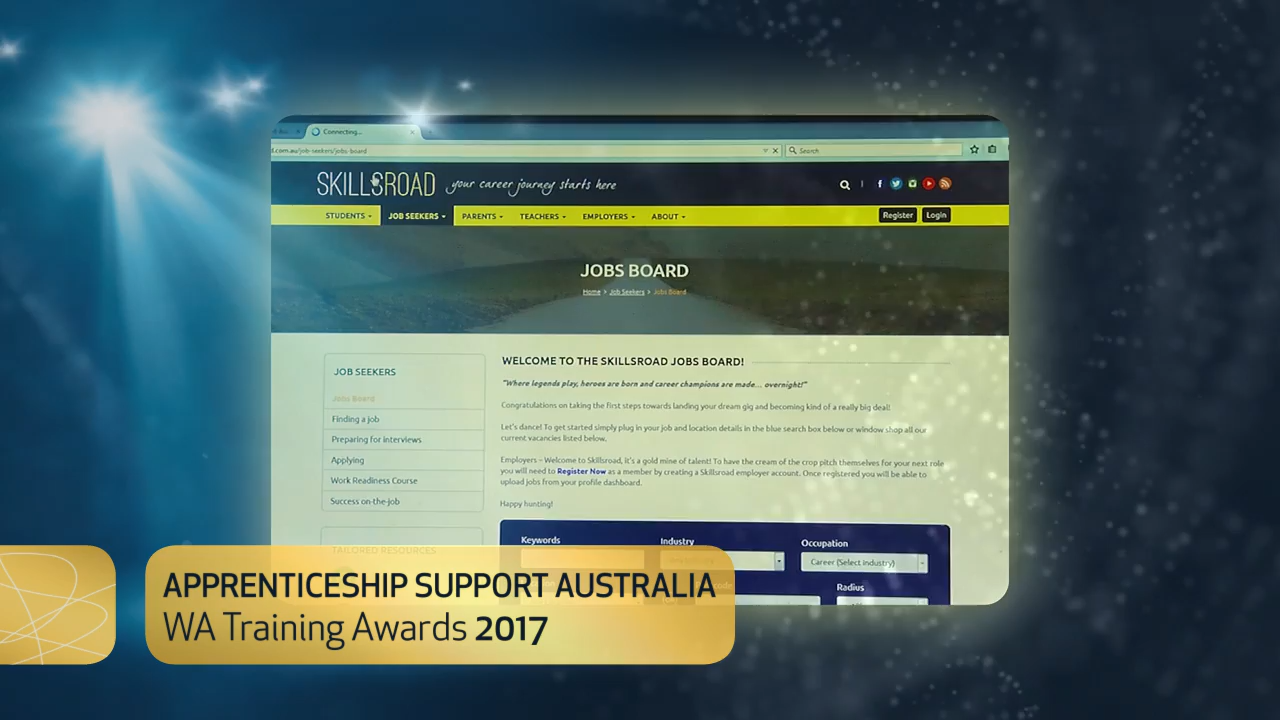 Connecting...
d.com.au/job-seekers/jobs-board
Search
SKILLSROAD your career journey starts here
STUDENTS JOB SEEKERS PARENTS TEACHERS EMPLOYERS ABOUT Register Login
JOBS BOARD
Home > Job Seekers > Jobs Board
JOB SEEKERS
Jobs Board
Finding a job
Preparing for interviews
Applying
Work Readiness Course
Success on-the-job
TAILORED RESOURCES
WELCOME TO THE SKILLSROAD JOBS BOARD!
"Where legends play, heroes are born and career champions are made... overnight!"
Congratulations on taking the first steps towards landing your dream gig and becoming kind of a really big deal!
Let's dance! To get started simply plug in your job and location details in the blue search box below or window shop all our
current vacancies listed below.
Employers – Welcome to Skillsroad, it's a gold mine of talent! To have the cream of the crop pitch themselves for your next role
you will need to Register Now as a member by creating a Skillsroad employer account. Once registered you will be able to
upload jobs from your profile dashboard.
Happy hunting!
Keywords Industry Occupation
Career (Select Industry)
Radius
APPRENTICESHIP SUPPORT AUSTRALIA
WA Training Awards 2017